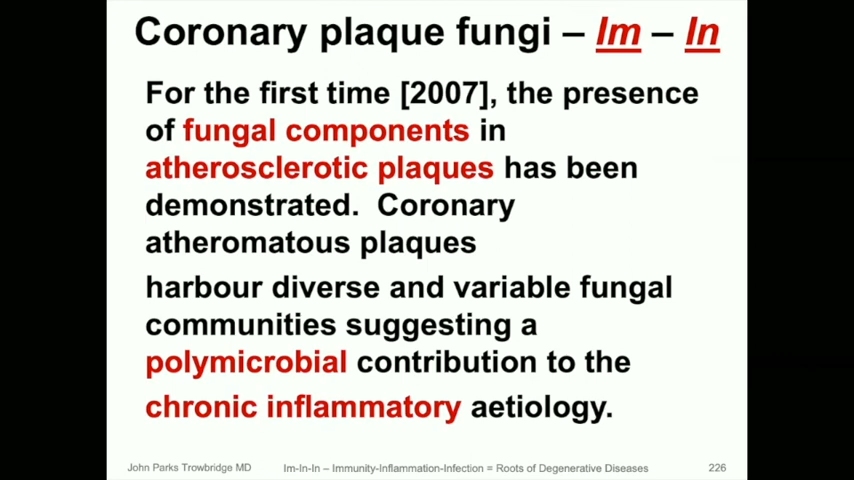 Coronary plaque fungi – Im – In
For the first time [2007], the presence
of fungal components in
atherosclerotic plaques has been
demonstrated. Coronary
atheromatous plaques
harbour diverse and variable fungal
communities suggesting a
polymicrobial contribution to the
chronic inflammatory aetiology.
John Parks Trowbridge MD Im-In-In – Immunity-Inflammation-Infection = Roots of Degenerative Diseases 226